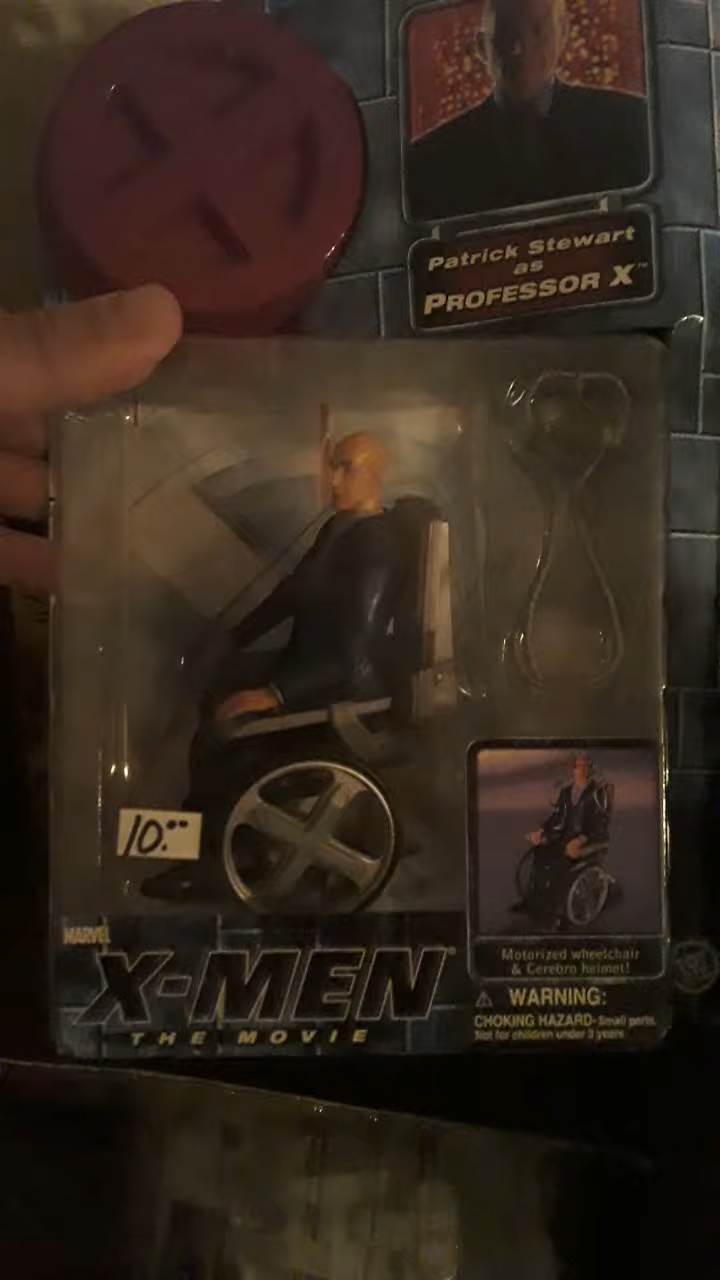 Patrick Stewart
as
PROFESSOR X™
10.00
MARVEL
X-MEN
THE MOVIE
Motorized wheelchair
& Cerebro helmet!
⚠ WARNING:
CHOKING HAZARD-Small parts.
Not for children under 3 years